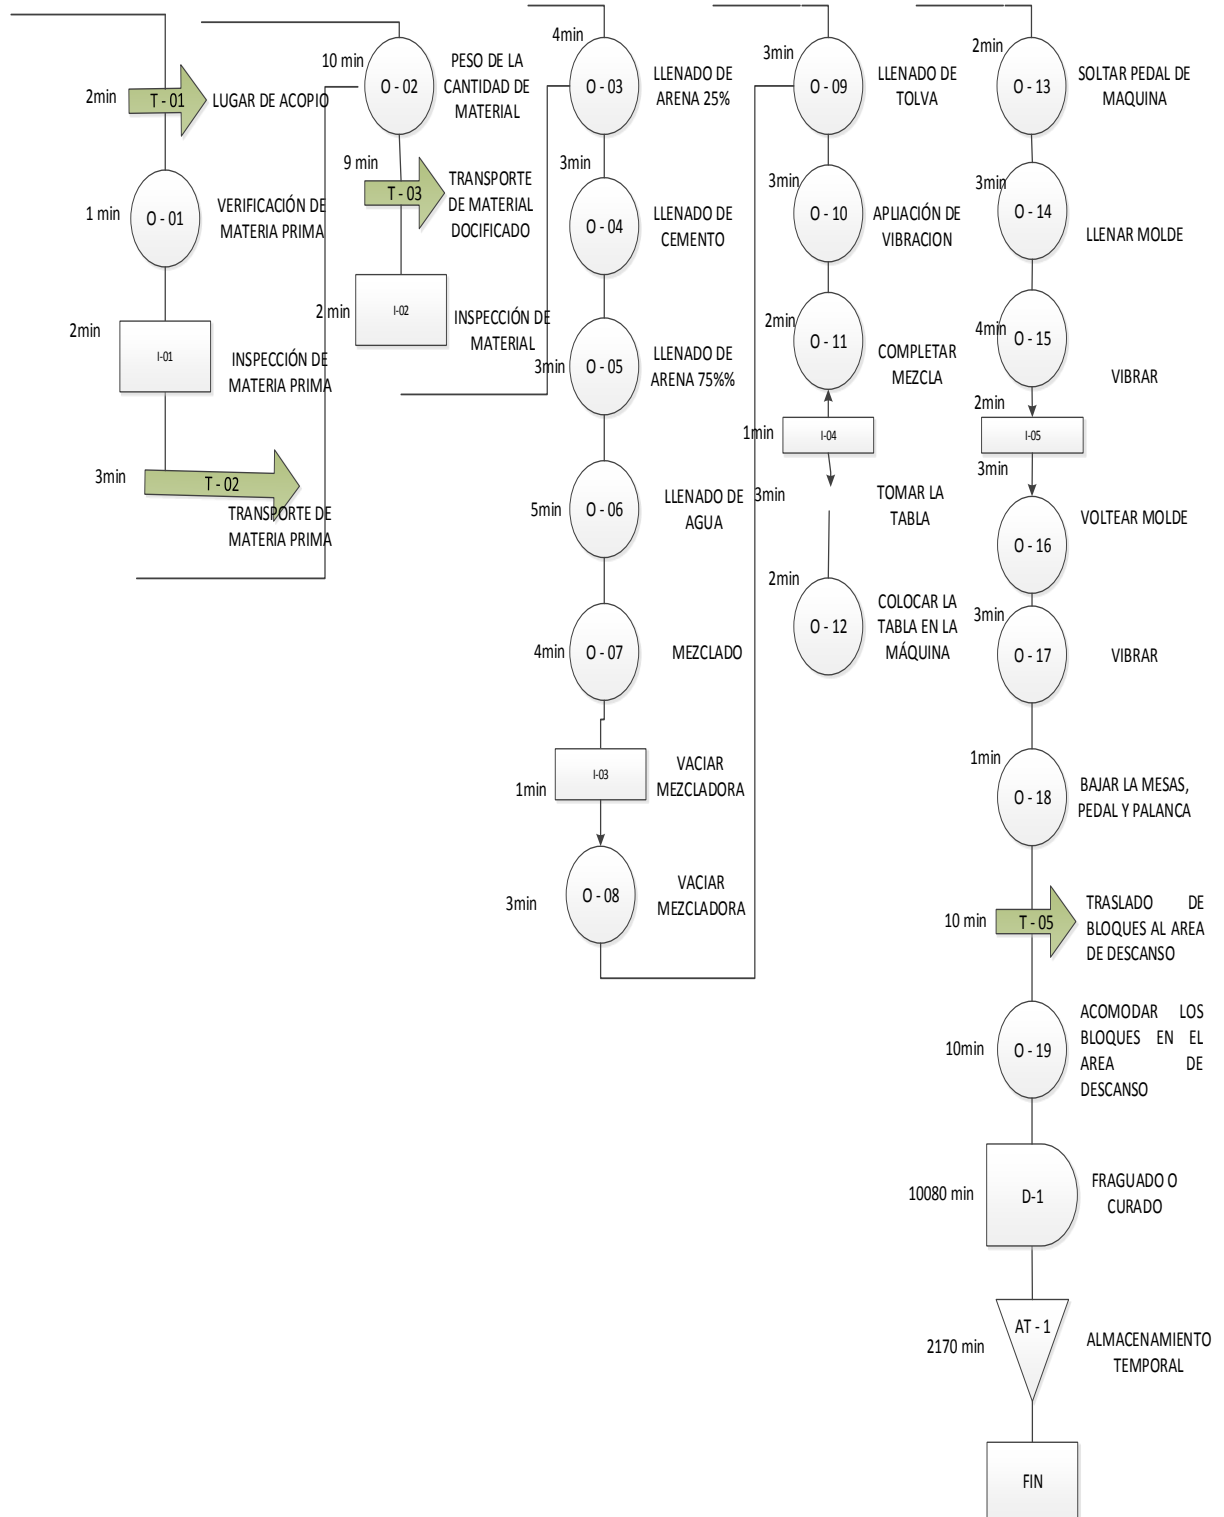 2min
T - 01
LUGAR DE ACOPIO
1 min
O - 01
VERIFICACIÓN DE
MATERIA PRIMA
2min
I-01
INSPECCIÓN DE
MATERIA PRIMA
3min
T - 02
TRANSPORTE DE
MATERIA PRIMA
10 min
O - 02
PESO DE LA
CANTIDAD DE
MATERIAL
9 min
T - 03
TRANSPORTE
DE MATERIAL
DOCIFICADO
2 min
I-02
INSPECCIÓN DE
MATERIAL
4min
O - 03
LLENADO DE
ARENA 25%
3min
O - 04
LLENADO DE
CEMENTO
3min
O - 05
LLENADO DE
ARENA 75%%
5min
O - 06
LLENADO DE
AGUA
4min
O - 07
MEZCLADO
1min
I-03
VACIAR
MEZCLADORA
3min
O - 08
VACIAR
MEZCLADORA
3min
O - 09
LLENADO DE
TOLVA
3min
O - 10
APLIACIÓN DE
VIBRACION
2min
O - 11
COMPLETAR
MEZCLA
1min
I-04
3min
TOMAR LA
TABLA
2min
O - 12
COLOCAR LA
TABLA EN LA
MÁQUINA
2min
O - 13
SOLTAR PEDAL DE
MAQUINA
3min
O - 14
LLENAR MOLDE
4min
O - 15
VIBRAR
2min
I-05
3min
O - 16
VOLTEAR MOLDE
3min
O - 17
VIBRAR
1min
O - 18
BAJAR LA MESAS,
PEDAL Y PALANCA
10 min
T - 05
TRASLADO DE
BLOQUES AL AREA
DE DESCANSO
10min
O - 19
ACOMODAR LOS
BLOQUES EN EL
AREA DE
DESCANSO
10080 min
D-1
FRAGUADO O
CURADO
2170 min
AT - 1
ALMACENAMIENTO
TEMPORAL
FIN